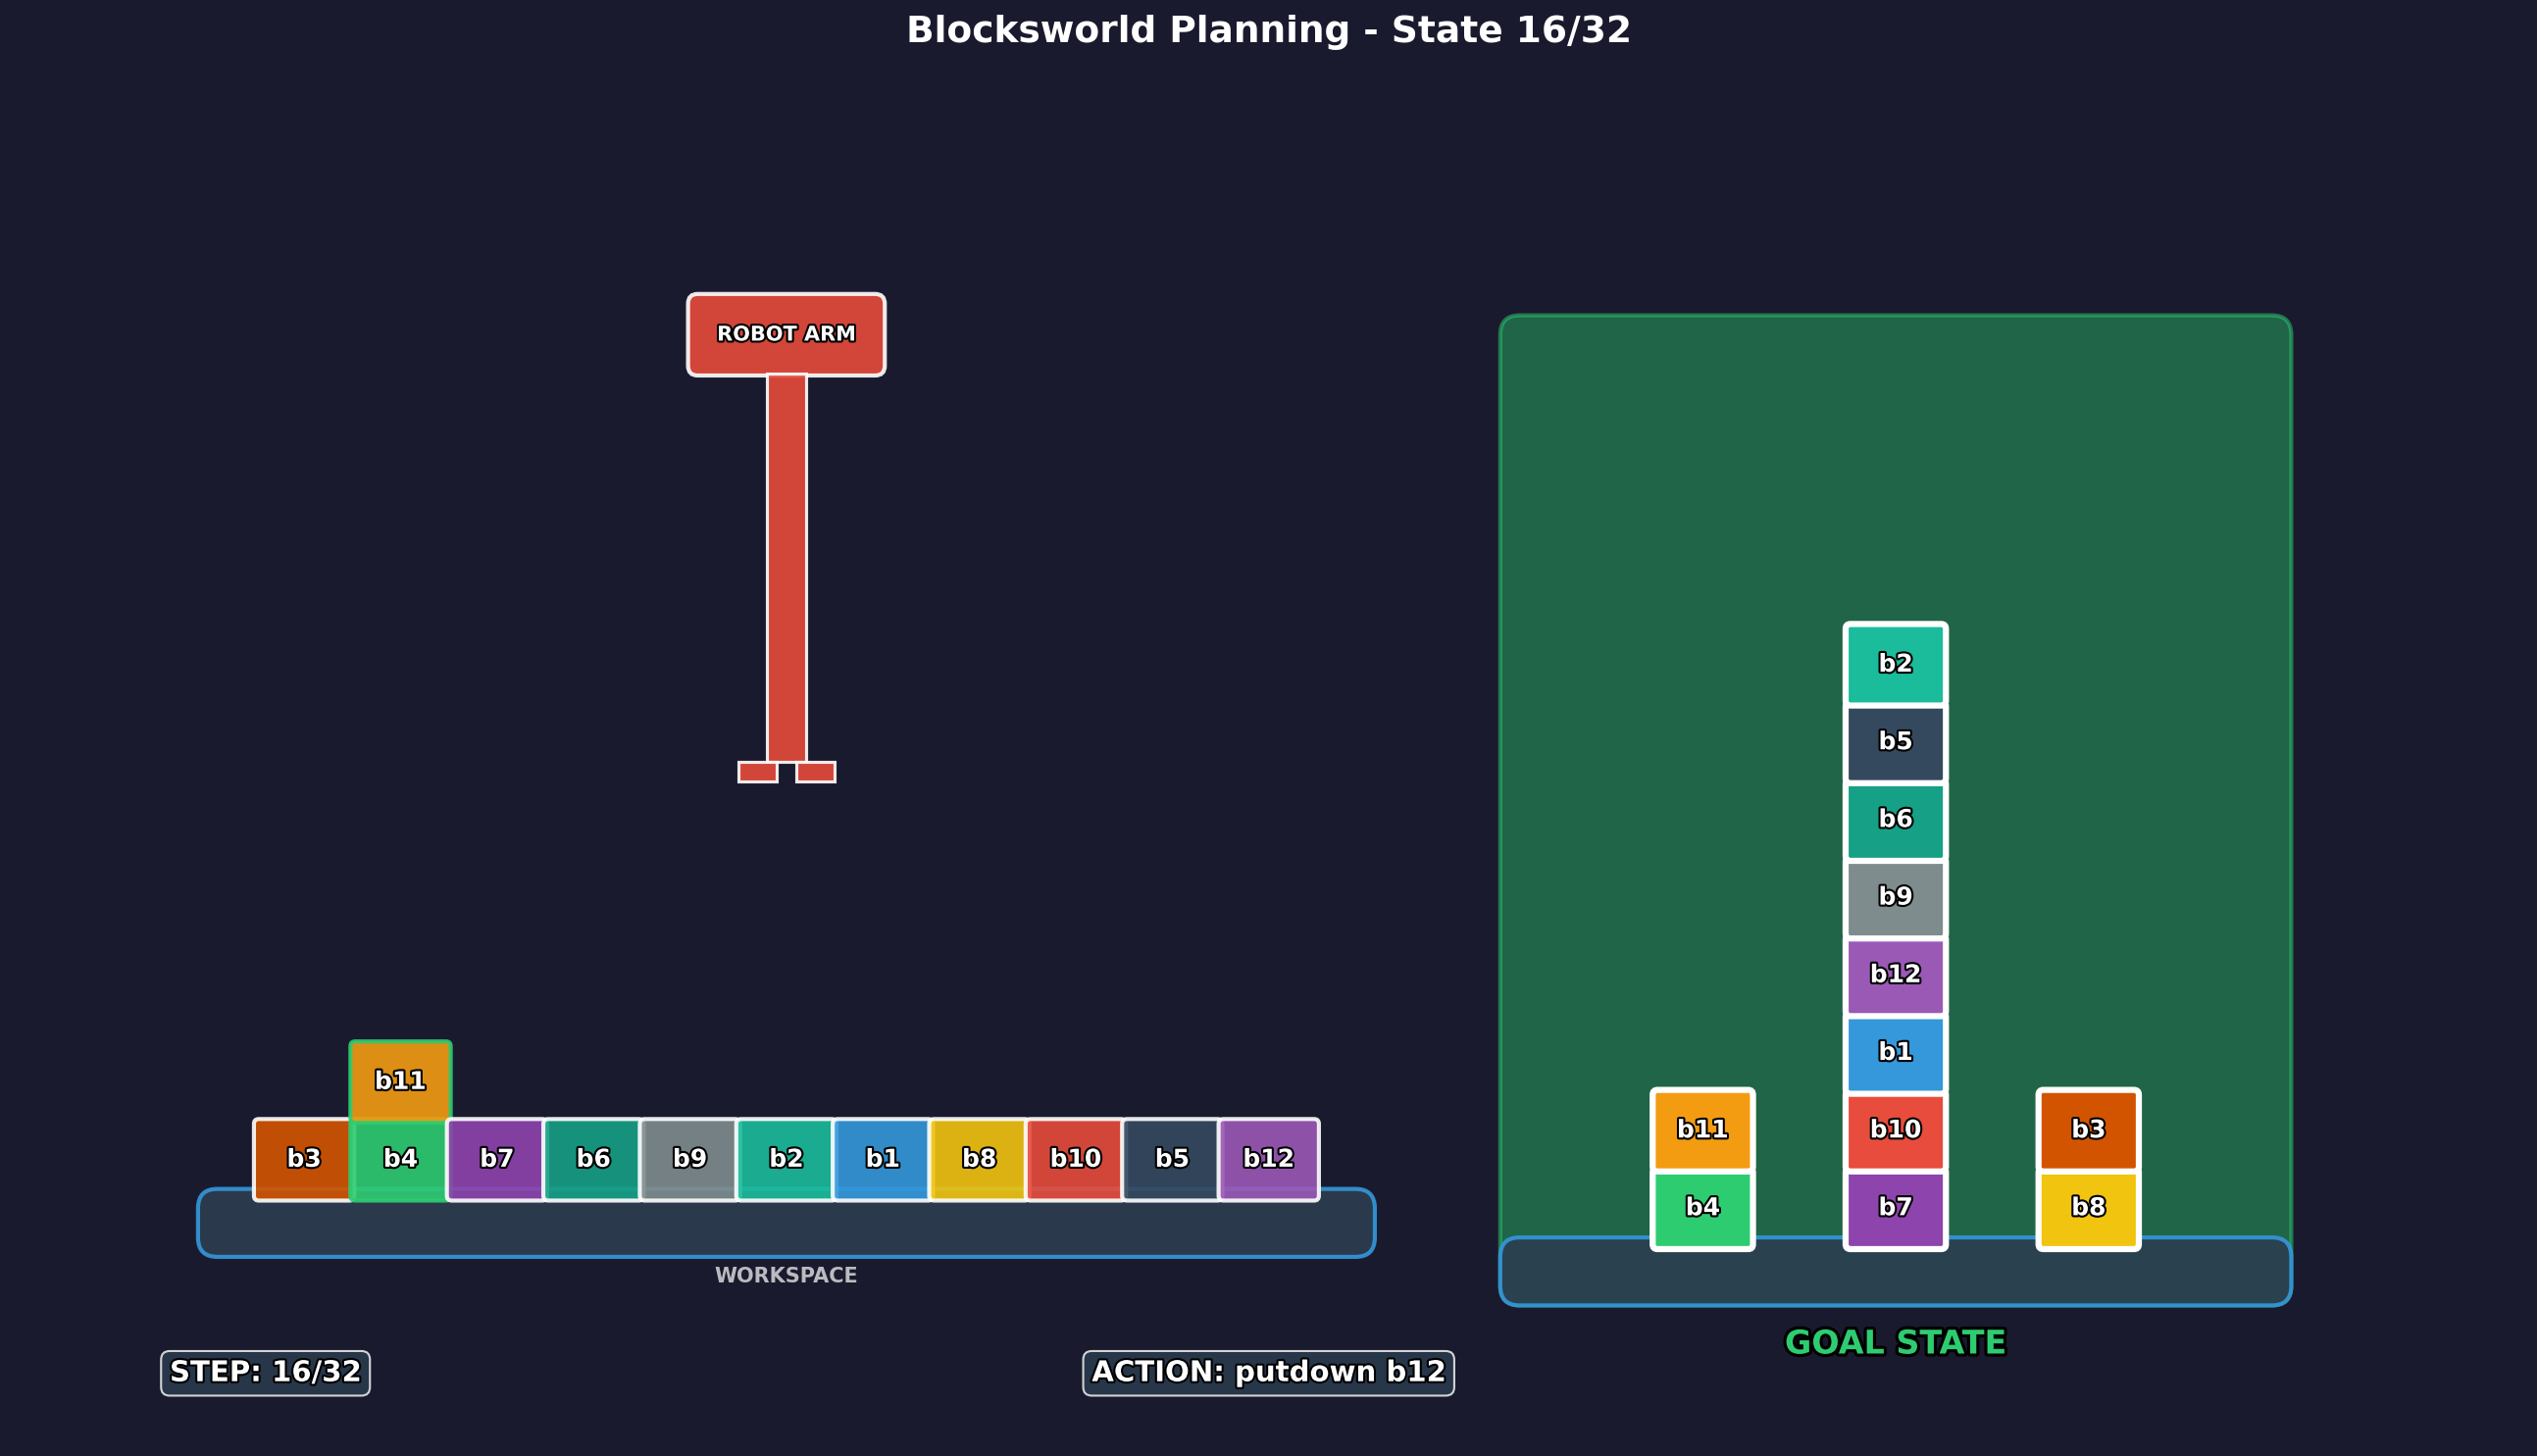 Blocksworld Planning - State 16/32
ROBOT ARM
b11
b3 b4 b7 b6 b9 b2 b1 b8 b10 b5 b12
WORKSPACE
b2
b5
b6
b9
b12
b1
b11 b10 b3
b4 b7 b8
GOAL STATE
STEP: 16/32
ACTION: putdown b12